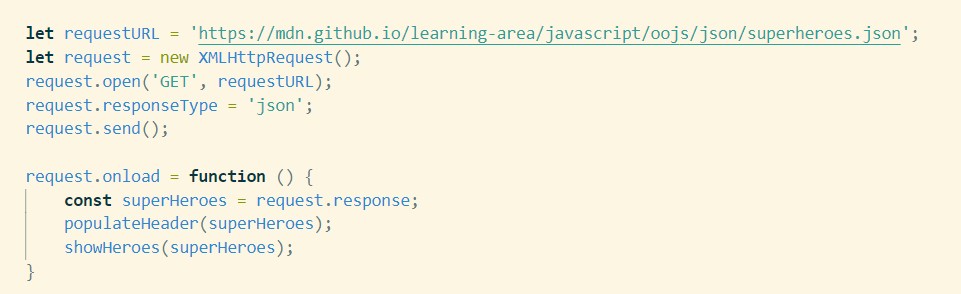 let requestURL = 'https://mdn.github.io/learning-area/javascript/oojs/json/superheroes.json';
let request = new XMLHttpRequest();
request.open('GET', requestURL);
request.responseType = 'json';
request.send();

request.onload = function () {
    const superHeroes = request.response;
    populateHeader(superHeroes);
    showHeroes(superHeroes);
}